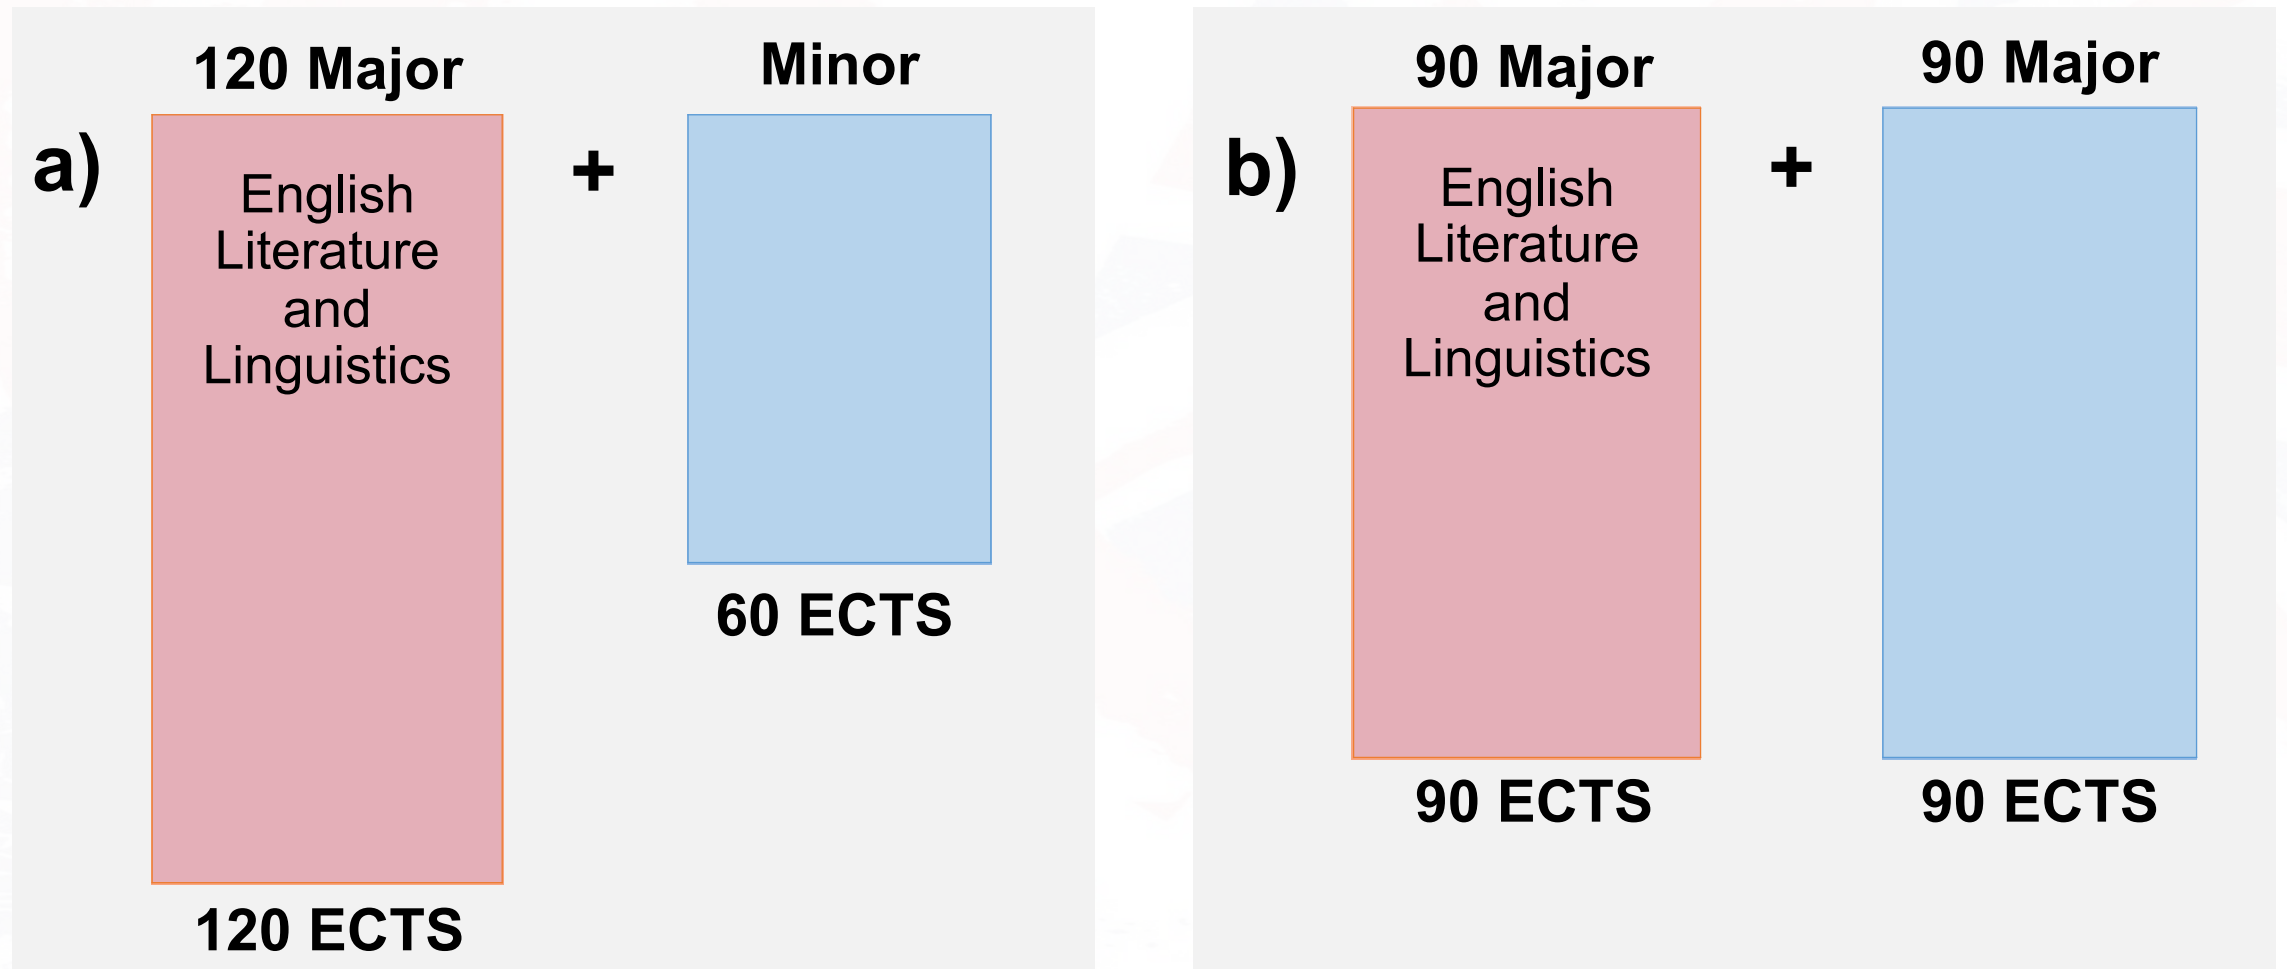 a)
120 Major
English
Literature
and
Linguistics
120 ECTS
+
Minor
60 ECTS
b)
90 Major
English
Literature
and
Linguistics
90 ECTS
+
90 Major
90 ECTS